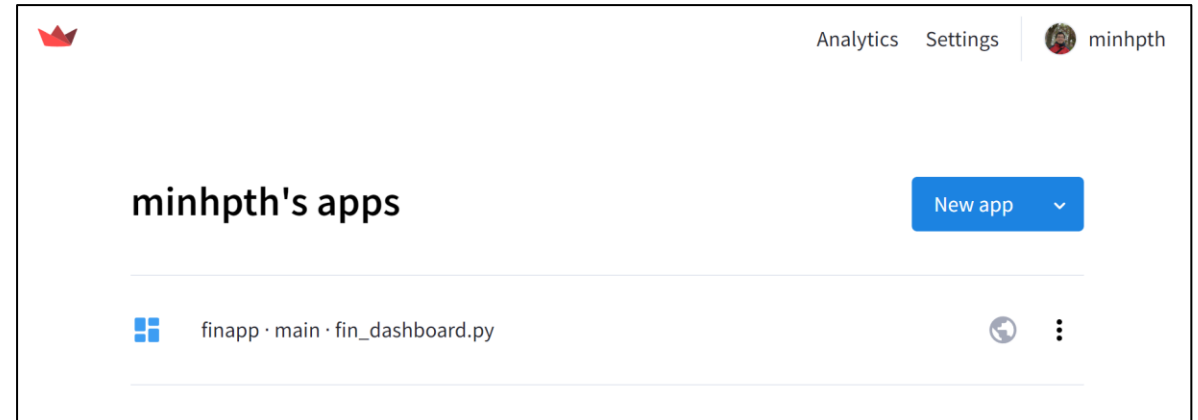 Analytics Settings minhpth
minhpth's apps
New app
finapp · main · fin_dashboard.py